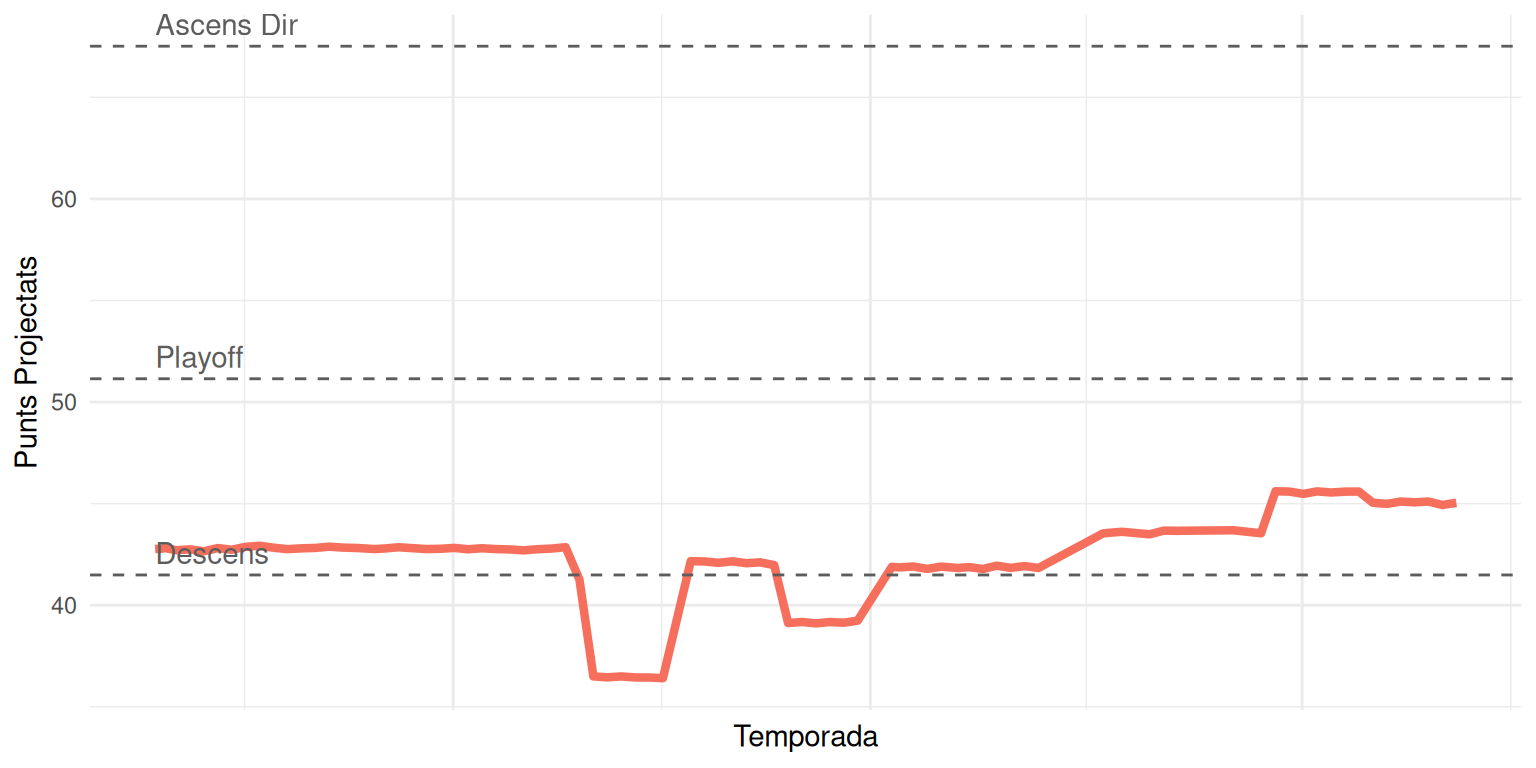 Ascens Dir
60
Playoff
50
Descens
40
Punts Projectats
Temporada